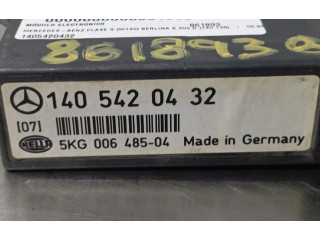 MODULO ELECTRONICO 861893
MERCEDES - BENZ CLASE S (W140) BERLINA
1405420432
861893
140 542 04 32
[07]
HELLA 5KG 006 485-04 Made in Germany